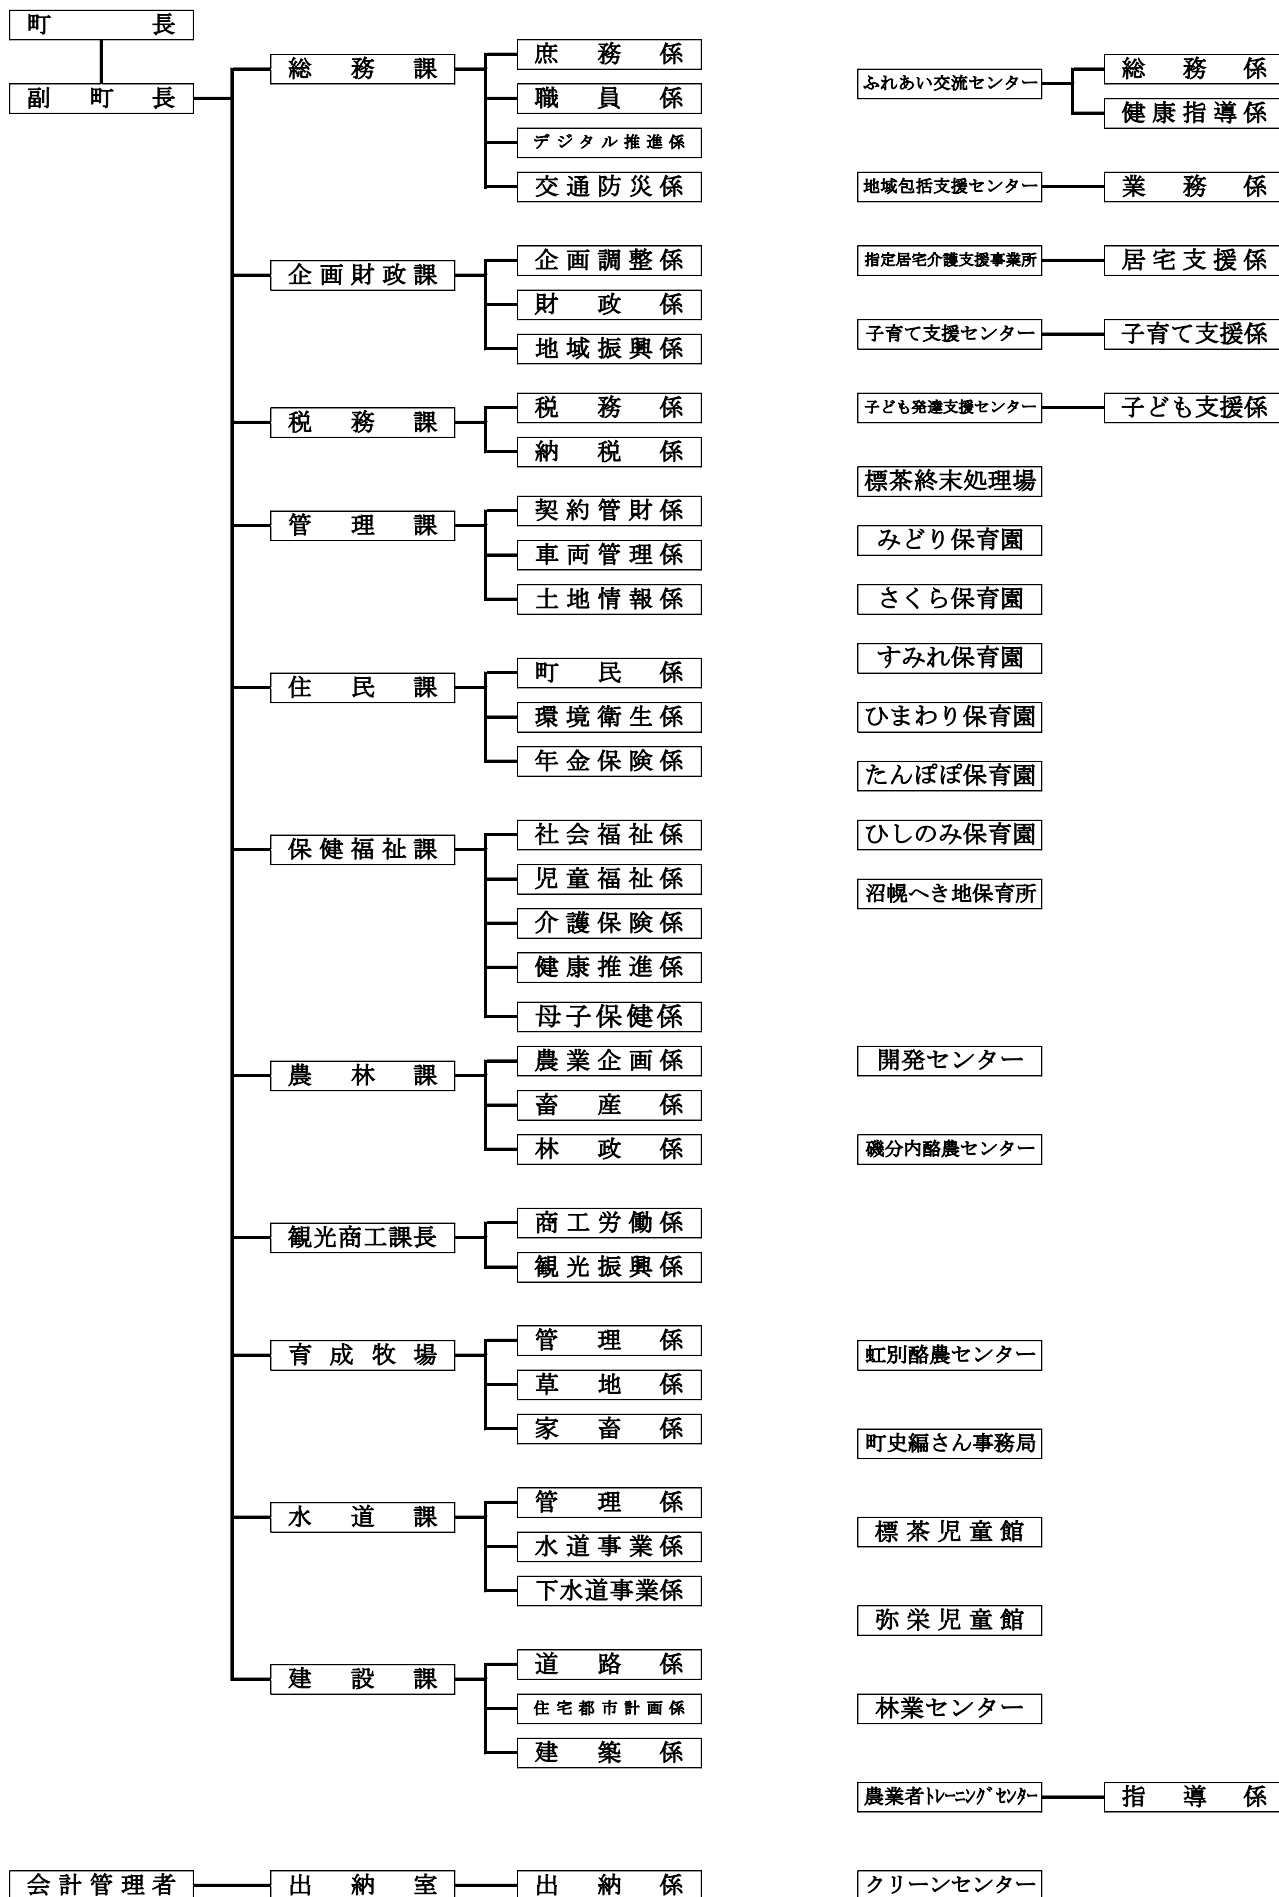 町長
副町長
総務課
庶務係
職員係
デジタル推進係
交通防災係
企画財政課
企画調整係
財政係
地域振興係
税務課
税務係
納税係
管理課
契約管財係
車両管理係
土地情報係
住民課
町民係
環境衛生係
年金保険係
保健福祉課
社会福祉係
児童福祉係
介護保険係
健康推進係
母子保健係
農林課
農業企画係
畜産係
林政係
観光商工課長
商工労働係
観光振興係
育成牧場
管理係
草地係
家畜係
水道課
管理係
水道事業係
下水道事業係
建設課
道路係
住宅都市計画係
建築係
会計管理者
出納室
出納係
ふれあい交流センター
総務係
健康指導係
地域包括支援センター
業務係
指定居宅介護支援事業所
居宅支援係
子育て支援センター
子育て支援係
子ども発達支援センター
子ども支援係
標茶終末処理場
みどり保育園
さくら保育園
すみれ保育園
ひまわり保育園
たんぽぽ保育園
ひしのみ保育園
沼幌へき地保育所
開発センター
磯分内酪農センター
虹別酪農センター
町史編さん事務局
標茶児童館
弥栄児童館
林業センター
農業者ﾄﾚｰﾆﾝｸﾞｾﾝﾀｰ
指導係
クリーンセンター